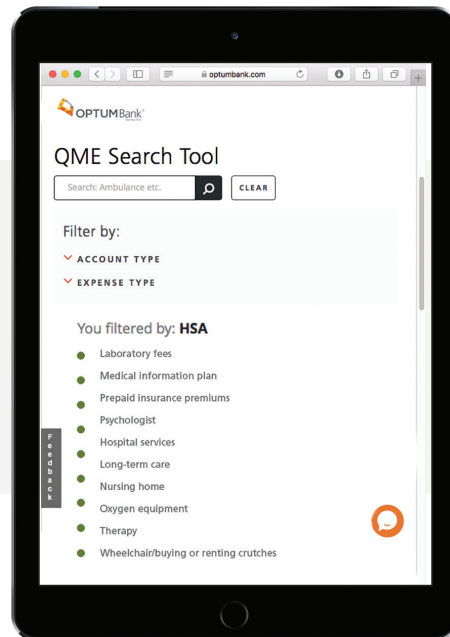 optumbank.com
OPTUMBank®
QME Search Tool
Search: Ambulance etc.
CLEAR
Filter by:
ACCOUNT TYPE
EXPENSE TYPE
You filtered by: HSA
Laboratory fees
Medical information plan
Prepaid insurance premiums
Psychologist
Hospital services
Long-term care
Nursing home
Oxygen equipment
Therapy
Wheelchair/buying or renting crutches
Feedback